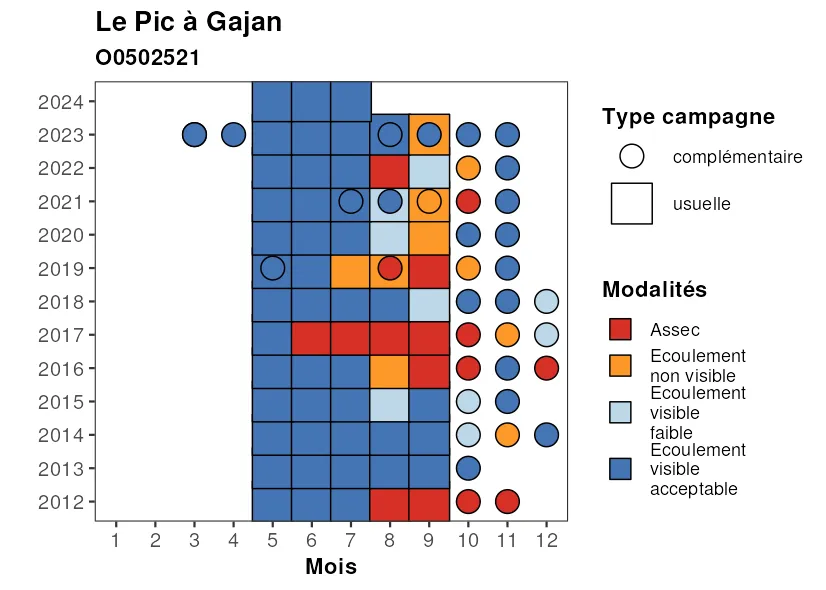 Le Pic à Gajan
O0502521
2024
2023
2022
2021
2020
2019
2018
2017
2016
2015
2014
2013
2012
1 2 3 4 5 6 7 8 9 10 11 12
Mois
Type campagne
complémentaire
usuelle
Modalités
Assec
Ecoulement
non visible
Ecoulement
visible
faible
Ecoulement
visible
acceptable